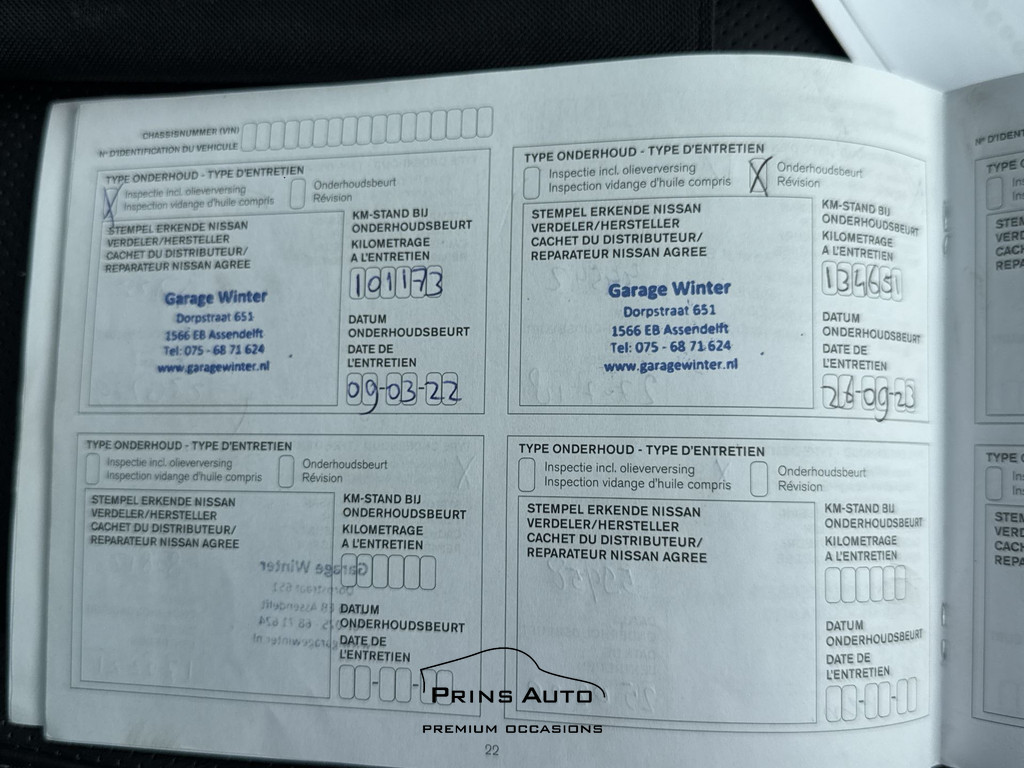 CHASSISNUMMER (VIN)
N° D'IDENTIFICATION DU VEHICULE
TYPE ONDERHOUD - TYPE D'ENTRETIEN
Inspectie incl. olieverversing
Inspection vidange d'huile compris
Onderhoudsbeurt
Révision
STEMPEL ERKENDE NISSAN
VERDELER/HERSTELLER
CACHET DU DISTRIBUTEUR/
REPARATEUR NISSAN AGREE
Garage Winter
Dorpstraat 651
1566 EB Assendelft
Tel: 075 - 68 71 624
www.garagewinter.nl
KM-STAND BIJ
ONDERHOUDSBEURT
KILOMETRAGE
A L'ENTRETIEN
101173
DATUM
ONDERHOUDSBEURT
DATE DE
L'ENTRETIEN
09-03-22
TYPE ONDERHOUD - TYPE D'ENTRETIEN
Inspectie incl. olieverversing
Inspection vidange d'huile compris
X
Onderhoudsbeurt
Révision
STEMPEL ERKENDE NISSAN
VERDELER/HERSTELLER
CACHET DU DISTRIBUTEUR/
REPARATEUR NISSAN AGREE
Garage Winter
Dorpstraat 651
1566 EB Assendelft
Tel: 075 - 68 71 624
www.garagewinter.nl
KM-STAND BIJ
ONDERHOUDSBEURT
KILOMETRAGE
A L'ENTRETIEN
134651
DATUM
ONDERHOUDSBEURT
DATE DE
L'ENTRETIEN
26-09-23
TYPE ONDERHOUD - TYPE D'ENTRETIEN
Inspectie incl. olieverversing
Inspection vidange d'huile compris
Onderhoudsbeurt
Révision
STEMPEL ERKENDE NISSAN
VERDELER/HERSTELLER
CACHET DU DISTRIBUTEUR/
REPARATEUR NISSAN AGREE
KM-STAND BIJ
ONDERHOUDSBEURT
KILOMETRAGE
A L'ENTRETIEN
DATUM
ONDERHOUDSBEURT
DATE DE
L'ENTRETIEN
TYPE ONDERHOUD - TYPE D'ENTRETIEN
Inspectie incl. olieverversing
Inspection vidange d'huile compris
Onderhoudsbeurt
Révision
STEMPEL ERKENDE NISSAN
VERDELER/HERSTELLER
CACHET DU DISTRIBUTEUR/
REPARATEUR NISSAN AGREE
KM-STAND BIJ
ONDERHOUDSBEURT
KILOMETRAGE
A L'ENTRETIEN
DATUM
ONDERHOUDSBEURT
DATE DE
L'ENTRETIEN
PRINS AUTO
PREMIUM OCCASIONS
22